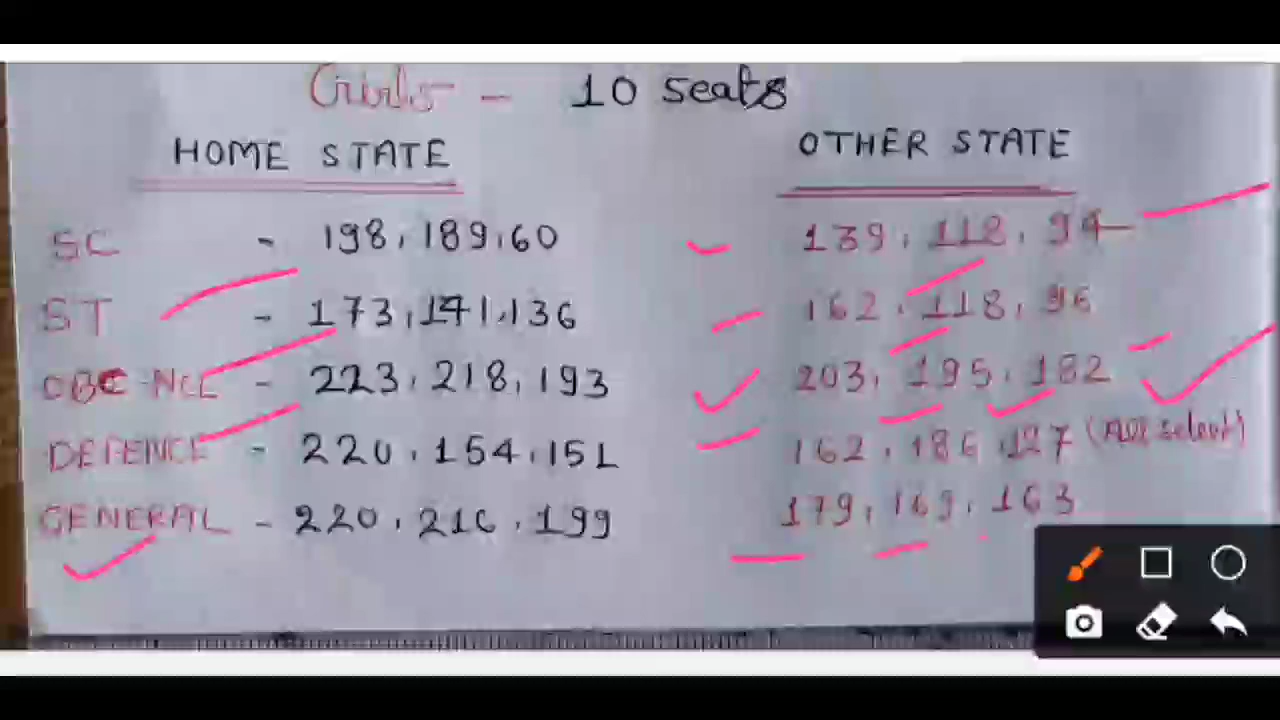 Girls - 10 seats
HOME STATE OTHER STATE
SC - 198, 189, 60 139, 118, 94
ST - 173, 141, 136 162, 118, 96
OBC-NCL - 223, 218, 193 203, 195, 182
DEFENCE - 220, 154, 151 162, 186, 127 (All select)
GENERAL - 220, 216, 199 179, 169, 163